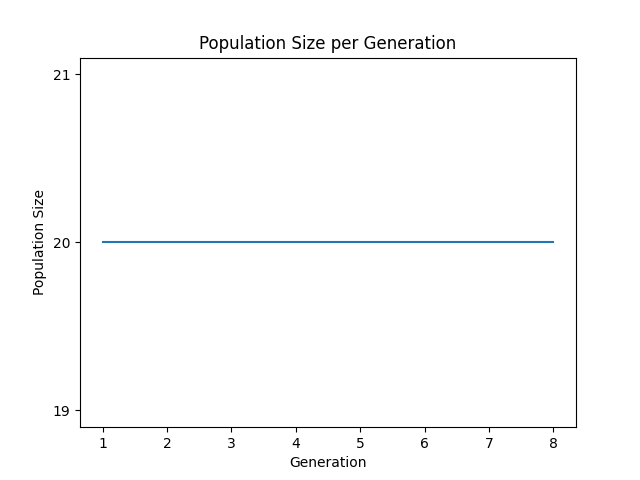 Population Size per Generation
21
20
19
Population Size
1 2 3 4 5 6 7 8
Generation